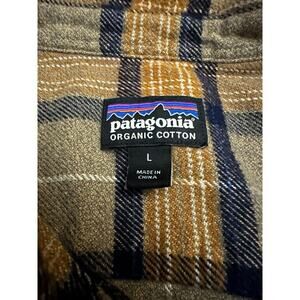 patagonia
ORGANIC COTTON
L
MADE IN
CHINA